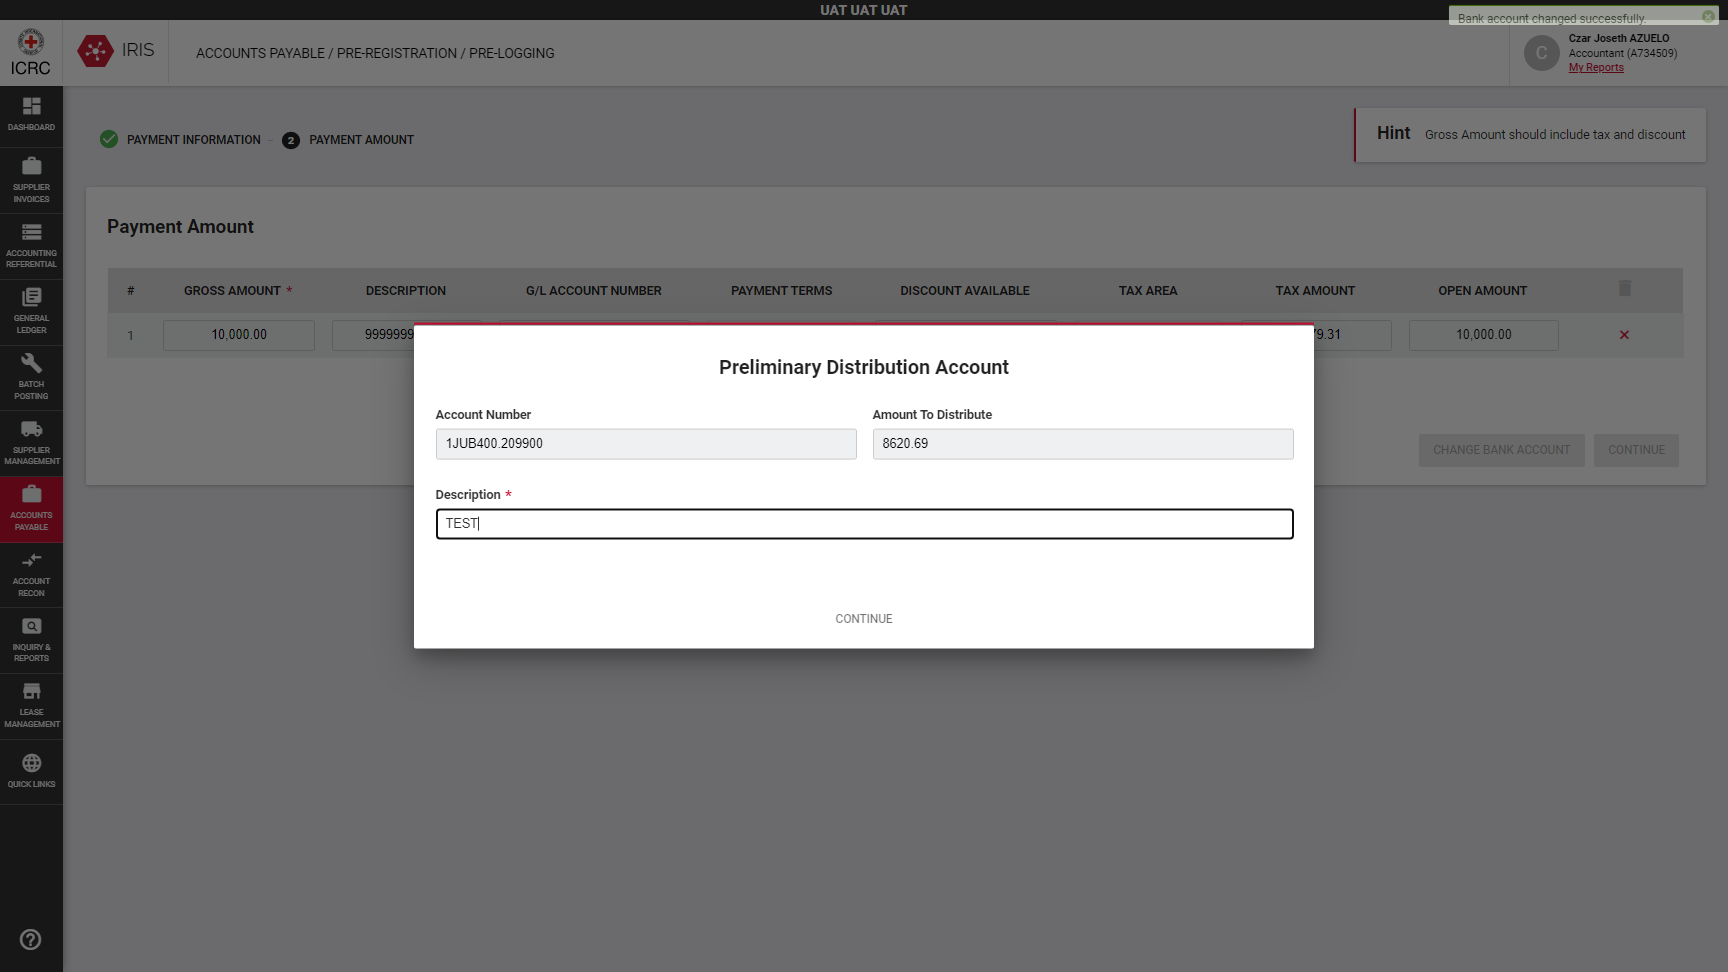 UAT UAT UAT
Bank account changed successfully.
ICRC
IRIS
ACCOUNTS PAYABLE / PRE-REGISTRATION / PRE-LOGGING
C
Czar Joseth AZUELO
Accountant (A734509)
My Reports
DASHBOARD
SUPPLIER
INVOICES
ACCOUNTING
REFERENTIAL
GENERAL
LEDGER
BATCH
POSTING
SUPPLIER
MANAGEMENT
ACCOUNTS
PAYABLE
ACCOUNT
RECON
INQUIRY &
REPORTS
LEASE
MANAGEMENT
QUICK LINKS
PAYMENT INFORMATION - 2 PAYMENT AMOUNT
Hint Gross Amount should include tax and discount
Payment Amount
# GROSS AMOUNT * DESCRIPTION G/L ACCOUNT NUMBER PAYMENT TERMS DISCOUNT AVAILABLE TAX AREA TAX AMOUNT OPEN AMOUNT
1 10,000.00 9999999 9.31 10,000.00
CHANGE BANK ACCOUNT CONTINUE
Preliminary Distribution Account
Account Number Amount To Distribute
1JUB400.209900 8620.69
Description *
TEST
CONTINUE